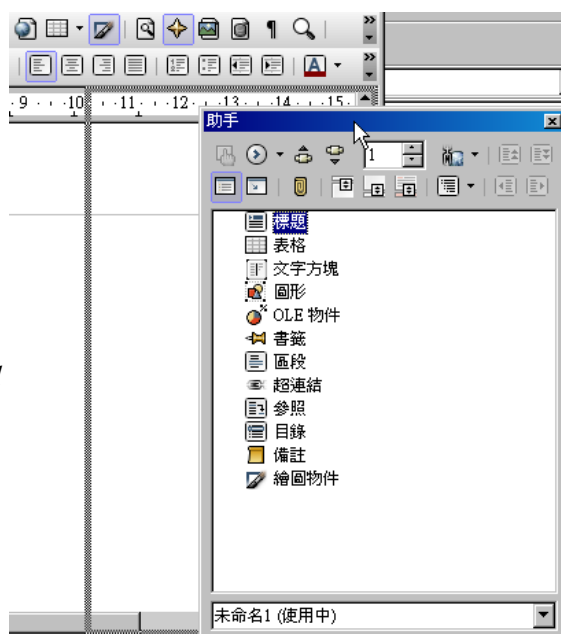 ·9···10···11···12···13···14···15·
助手
1
標題
表格
文字方塊
圖形
OLE 物件
書籤
區段
超連結
參照
目錄
備註
繪圖物件
未命名1 (使用中)